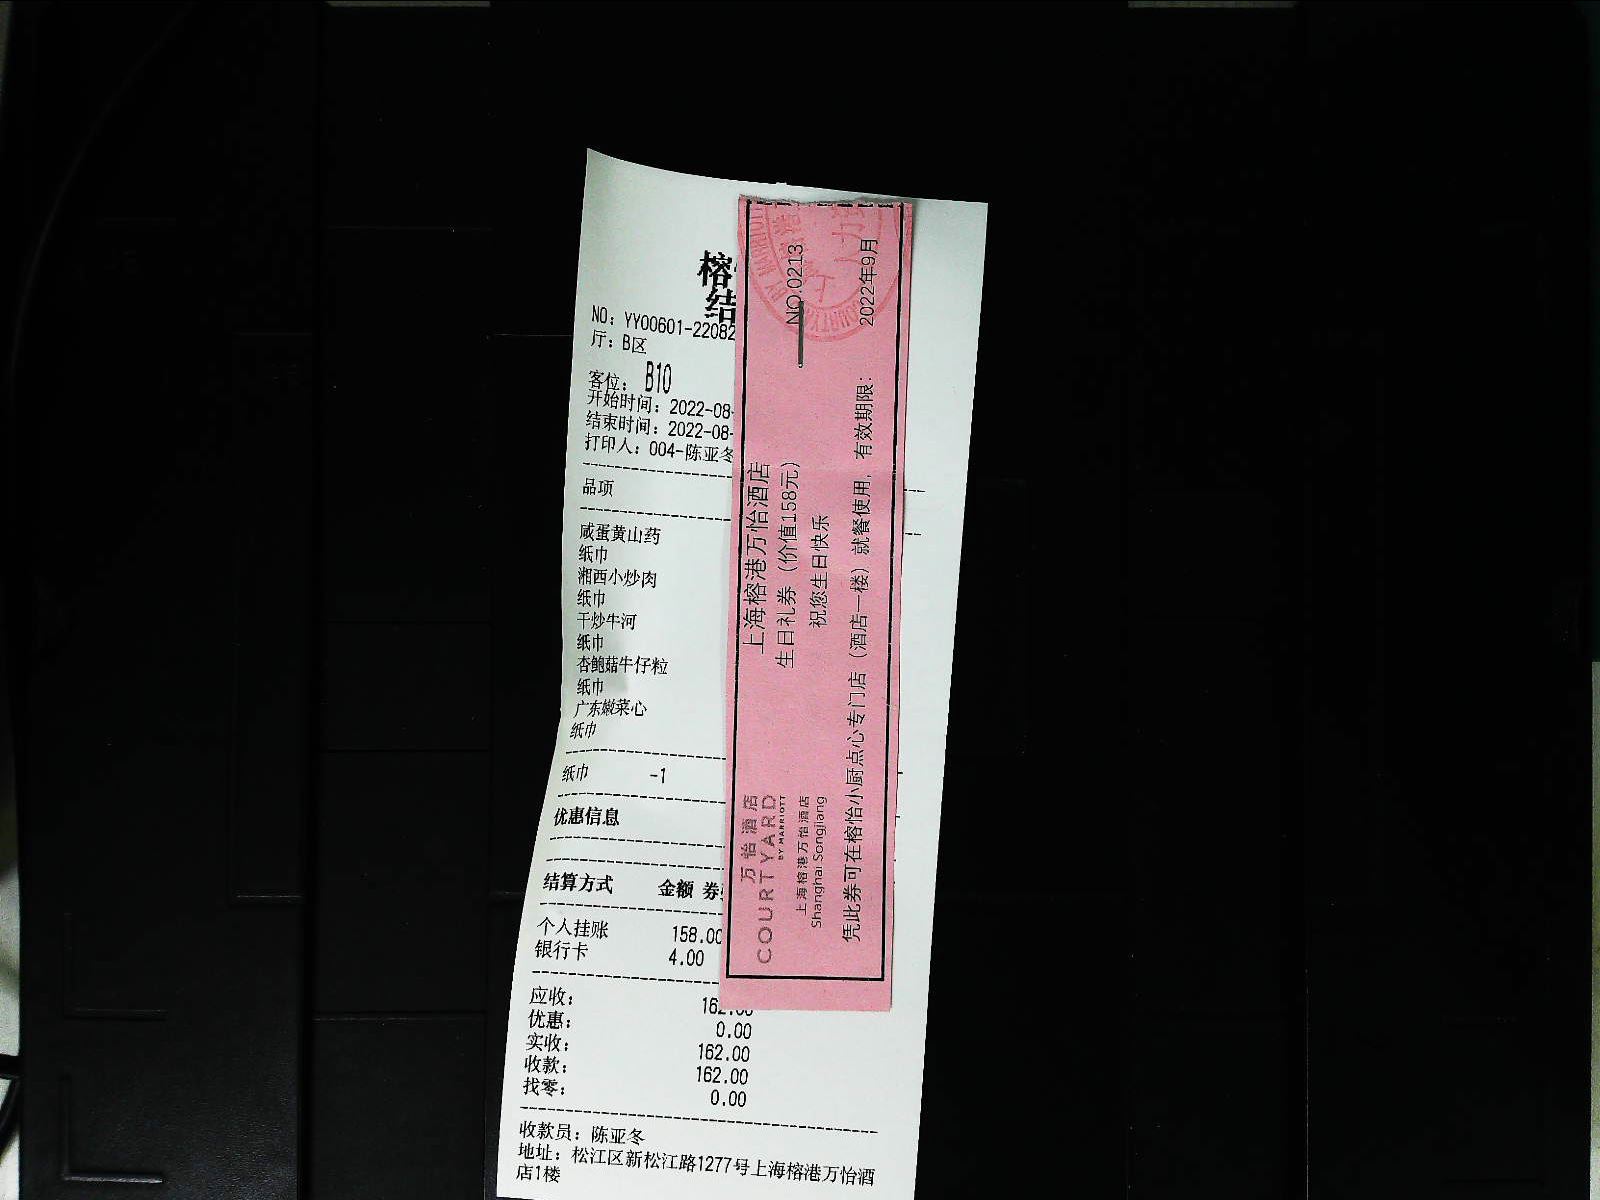 榕
结
NO: YY00601-22082
厅: B区
客位: B10
开始时间: 2022-08-
结束时间: 2022-08-
打印人: 004-陈亚冬
品项
咸蛋黄山药
纸巾
湘西小炒肉
纸巾
干炒牛河
纸巾
杏鲍菇牛仔粒
纸巾
广东嫩菜心
纸巾
纸巾 -1
优惠信息
结算方式 金额 券
个人挂账 158.00
银行卡 4.00
应收: 162.00
优惠: 0.00
实收: 162.00
收款: 162.00
找零: 0.00
收款员: 陈亚冬
地址: 松江区新松江路1277号上海榕港万怡酒
店1楼
万怡酒店
COURTYARD
BY MARRIOTT
上海榕港万怡酒店
Shanghai Songjiang
上海榕港万怡酒店
生日礼券（价值158元）
祝您生日快乐
NO.0213
凭此券可在榕怡小厨点心专门店（酒店一楼）就餐使用，有效期限：2022年9月